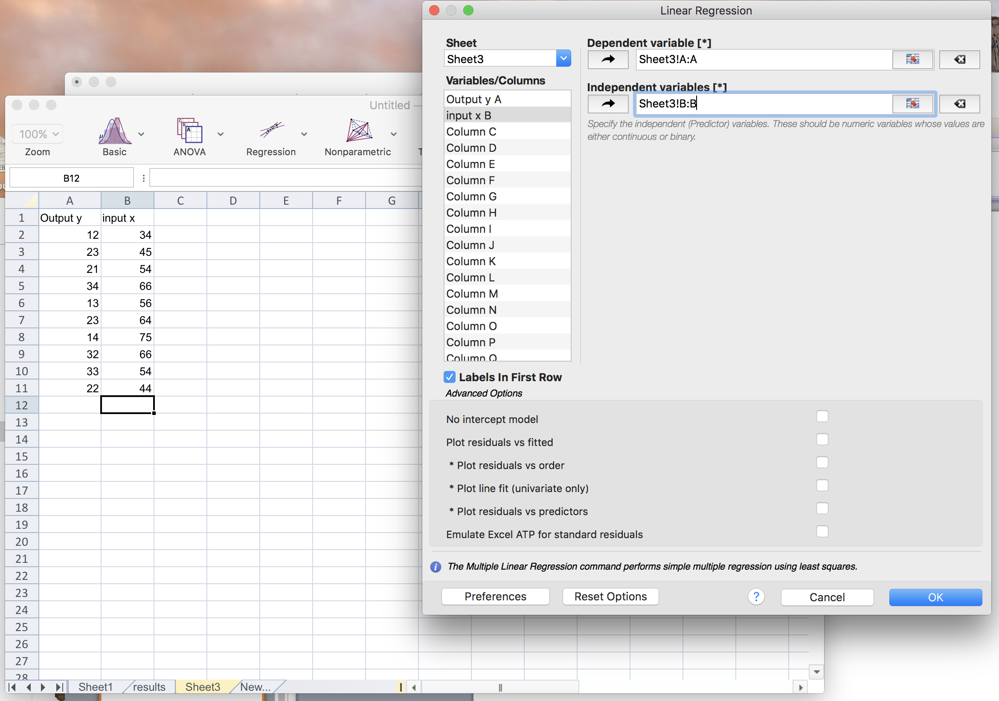 Linear Regression
Sheet
Sheet3
Variables/Columns
Output y A
input x B
Column C
Column D
Column E
Column F
Column G
Column H
Column I
Column J
Column K
Column L
Column M
Column N
Column O
Column P
Column Q
Dependent variable [*]
Sheet3!A:A
Independent variables [*]
Sheet3!B:B
Specify the independent (Predictor) variables. These should be numeric variables whose values are
either continuous or binary.
Labels In First Row
Advanced Options
No intercept model
Plot residuals vs fitted
* Plot residuals vs order
* Plot line fit (univariate only)
* Plot residuals vs predictors
Emulate Excel ATP for standard residuals
The Multiple Linear Regression command performs simple multiple regression using least squares.
Preferences Reset Options ? Cancel OK
Untitled —
100%
Zoom Basic ANOVA Regression Nonparametric T
B12
A B C D E F G
1 Output y input x
2 12 34
3 23 45
4 21 54
5 34 66
6 13 56
7 23 64
8 14 75
9 32 66
10 33 54
11 22 44
12
13
14
15
16
17
18
19
20
21
22
23
24
25
26
27
28
Sheet1 results Sheet3 New...